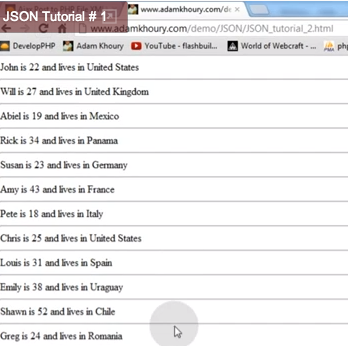 JSON Tutorial # 1
www.adamkhoury.com/de
www.adamkhoury.com/demo/JSON/JSON_tutorial_2.html
DevelopPHP
Adam Khoury
YouTube - flashbuil...
World of Webcraft - ...
php
John is 22 and lives in United States
Will is 27 and lives in United Kingdom
Abiel is 19 and lives in Mexico
Rick is 34 and lives in Panama
Susan is 23 and lives in Germany
Amy is 43 and lives in France
Pete is 18 and lives in Italy
Chris is 25 and lives in United States
Louis is 31 and lives in Spain
Emily is 38 and lives in Uraguay
Shawn is 52 and lives in Chile
Greg is 24 and lives in Romania